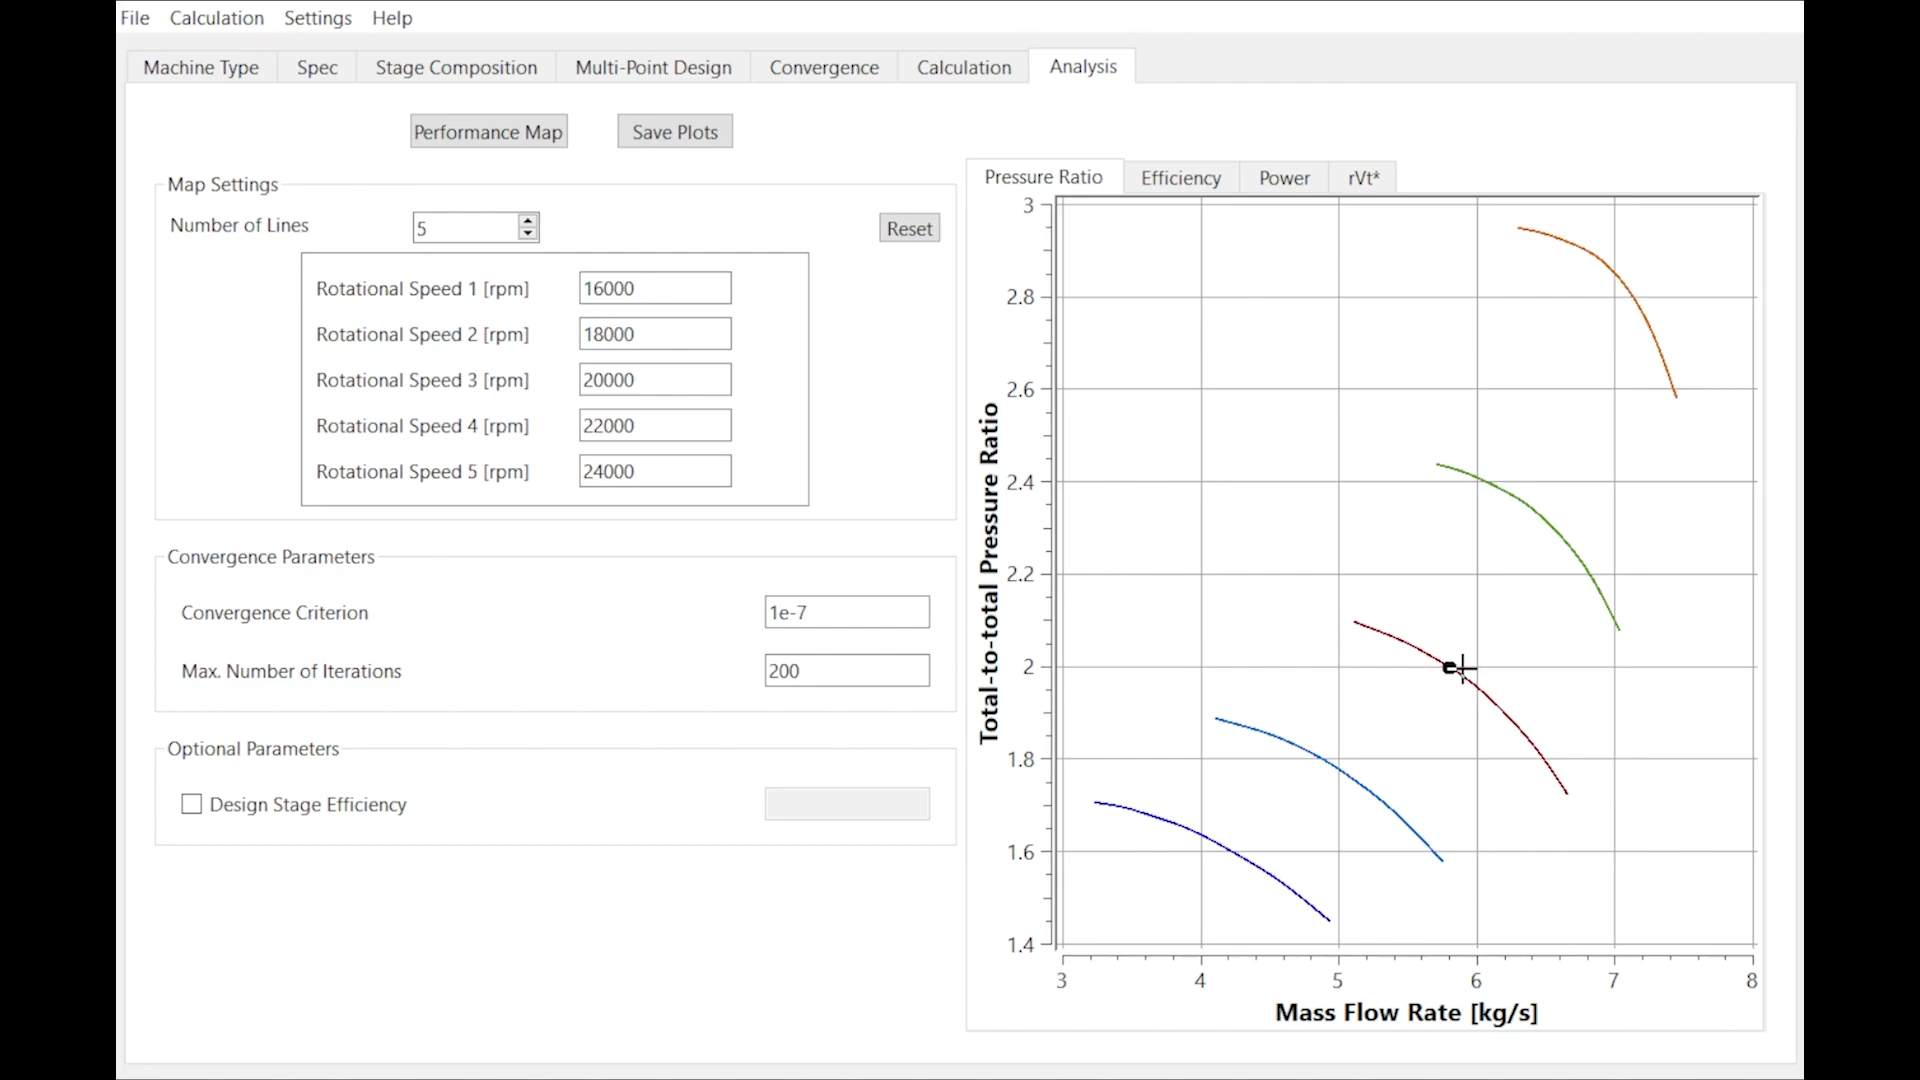 File Calculation Settings Help
Machine Type Spec Stage Composition Multi-Point Design Convergence Calculation Analysis
Performance Map Save Plots
Map Settings
Number of Lines 5 Reset
Rotational Speed 1 [rpm] 16000
Rotational Speed 2 [rpm] 18000
Rotational Speed 3 [rpm] 20000
Rotational Speed 4 [rpm] 22000
Rotational Speed 5 [rpm] 24000
Convergence Parameters
Convergence Criterion 1e-7
Max. Number of Iterations 200
Optional Parameters
Design Stage Efficiency
Pressure Ratio Efficiency Power rVt*
Total-to-total Pressure Ratio
3
2.8
2.6
2.4
2.2
2
1.8
1.6
1.4
3 4 5 6 7 8
Mass Flow Rate [kg/s]